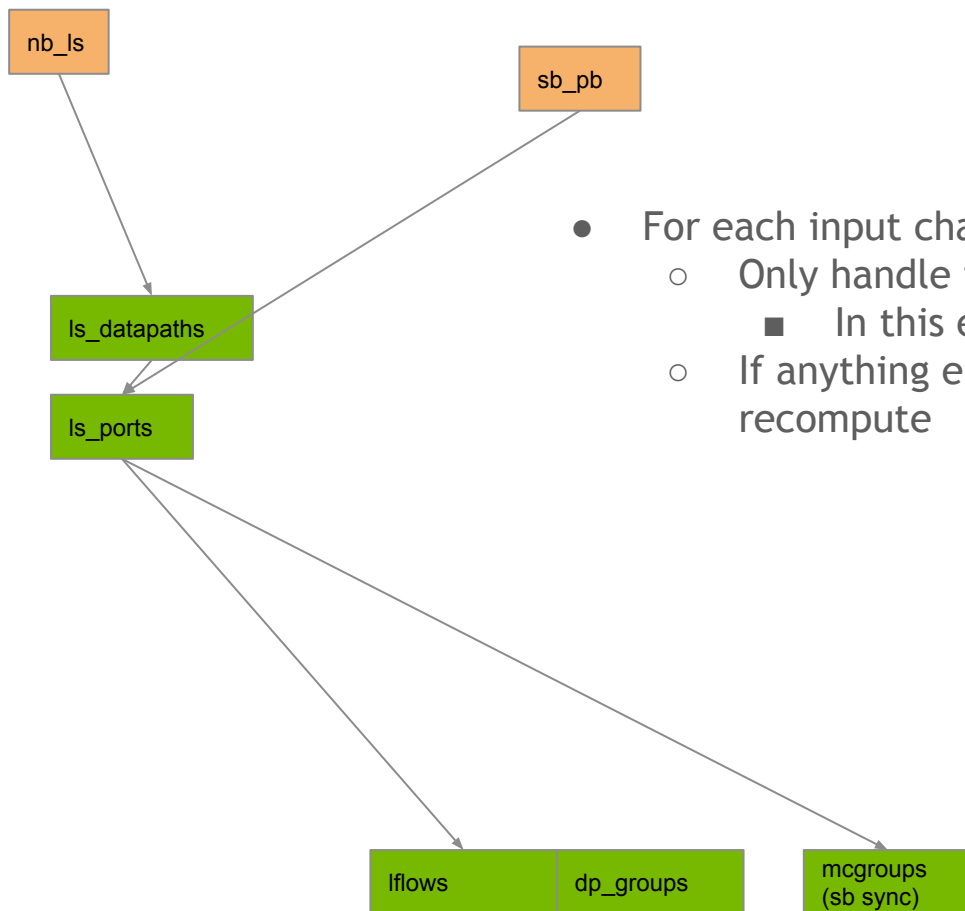 nb_ls
sb_pb
● For each input
○ Only handle
■ In this
○ If anything
recompute
ls_datapaths
ls_ports
lflows
dp_groups
mcgroups
(sb sync)